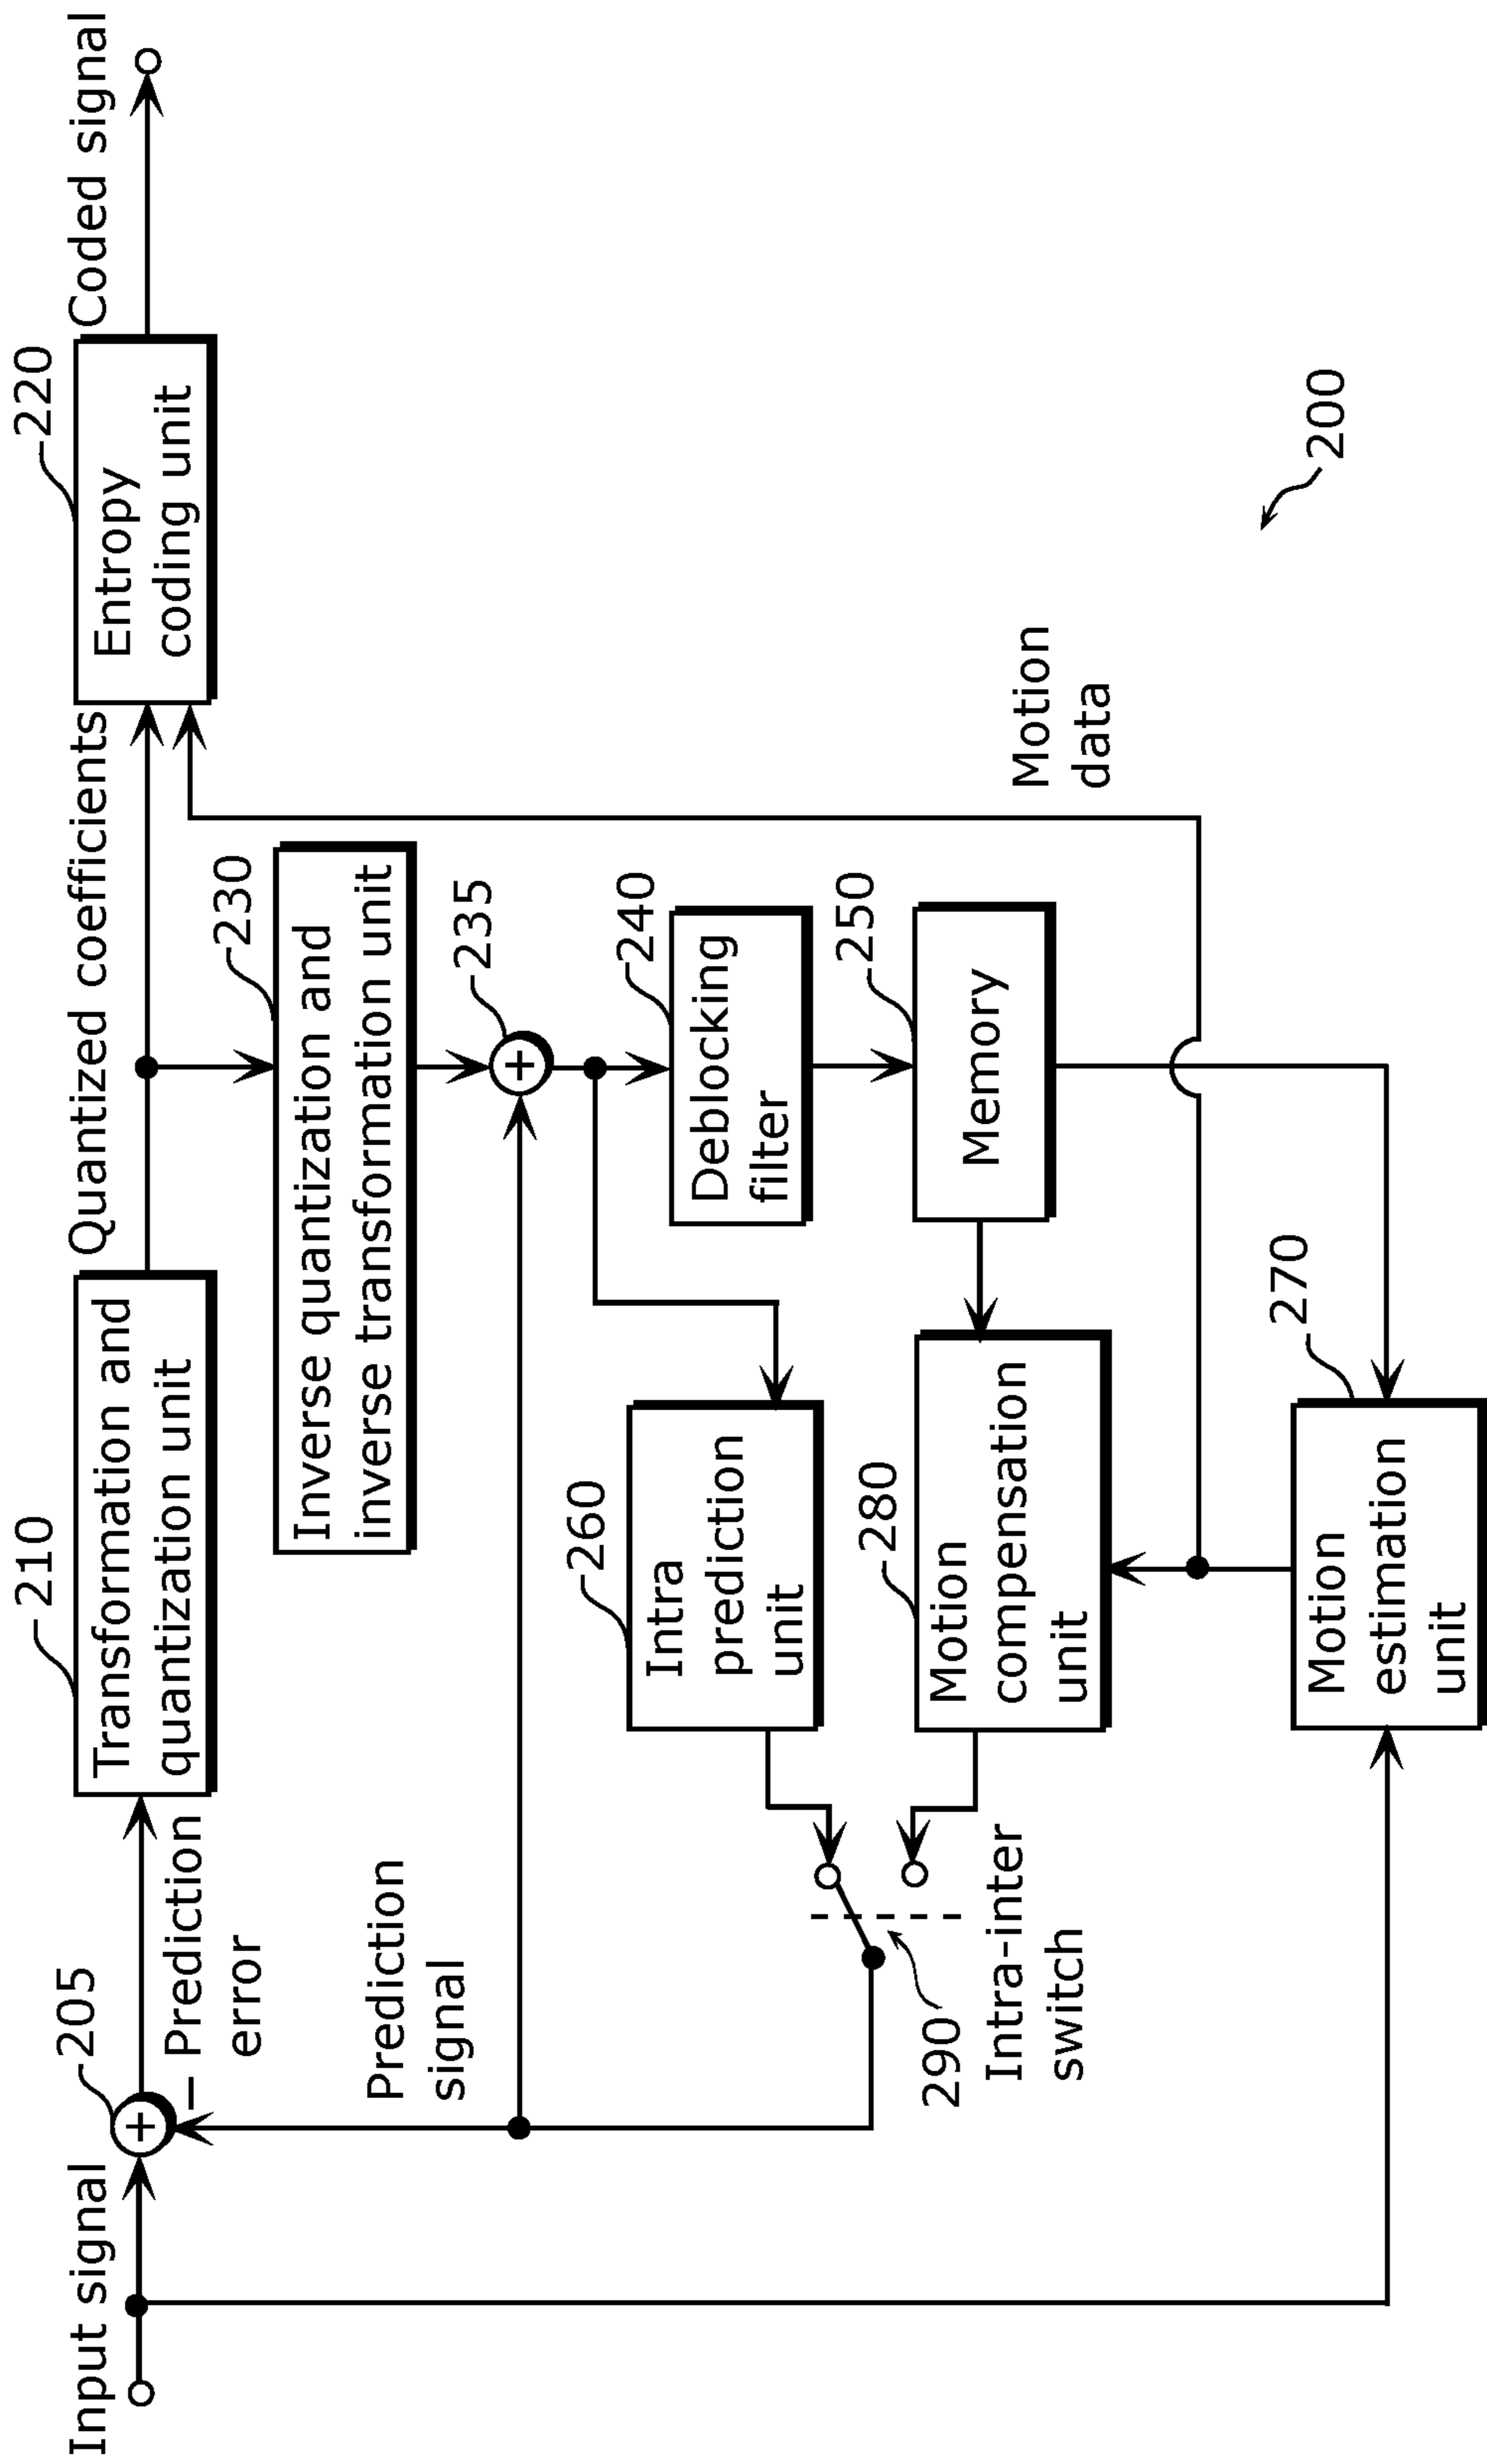 Input signal
205
− Prediction
error
210
Transformation and
quantization unit
Quantized coefficients
220
Entropy
coding unit
Coded signal
230
Inverse quantization and
inverse transformation unit
235
Prediction
signal
240
Deblocking
filter
260
Intra
prediction
unit
250
Memory
280
Motion
compensation
unit
290
Intra-inter
switch
Motion
data
270
Motion
estimation
unit
200